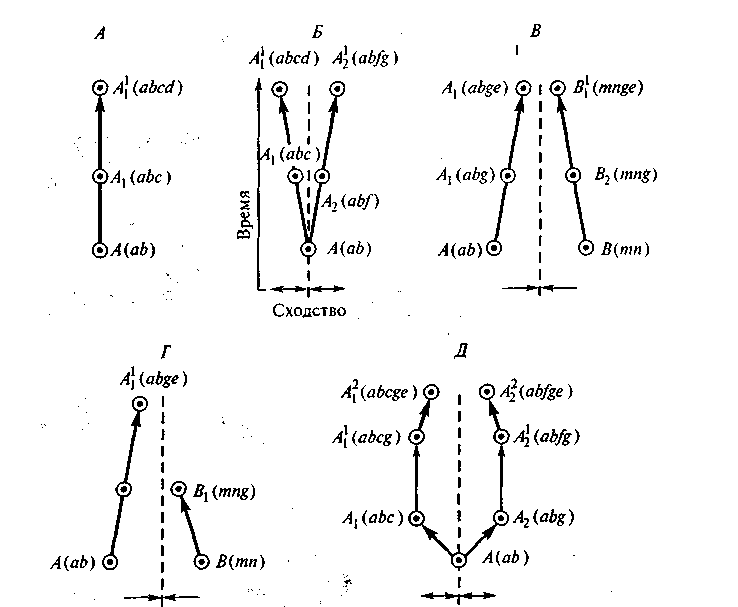 А
A₁¹(abcd)
A₁(abc)
A(ab)
Б
A₁¹(abcd) A₂¹(abfg)
A₁(abc)
A₂(abf)
A(ab)
Время
Сходство
В
A₁(abge) B₁¹(mnge)
A₁(abg) B₂(mng)
A(ab) B(mn)
Г
A₁¹(abge)
B₁(mng)
A(ab) B(mn)
Д
A₁²(abcge) A₂²(abfge)
A₁¹(abcg) A₂¹(abfg)
A₁(abc) A₂(abg)
A(ab)